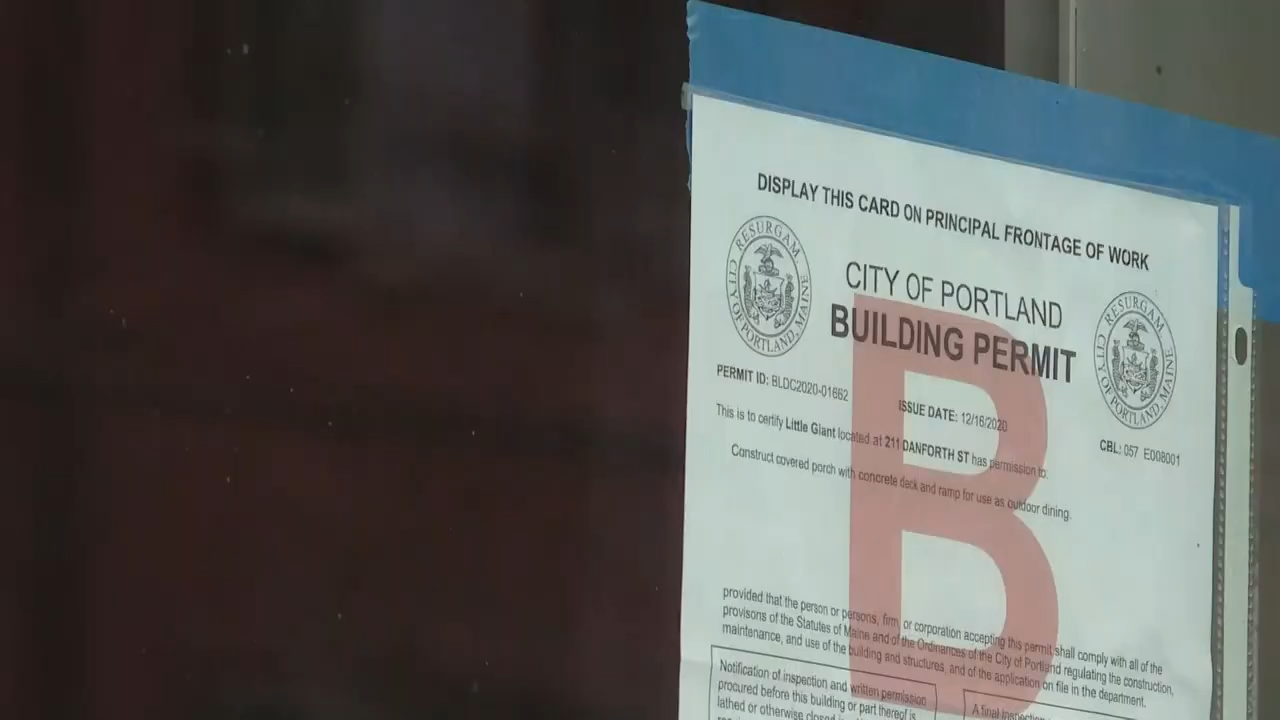 DISPLAY THIS CARD ON PRINCIPAL FRONTAGE OF WORK
RESURGAM
CITY OF PORTLAND, MAINE
CITY OF PORTLAND
BUILDING PERMIT
RESURGAM
CITY OF PORTLAND, MAINE
PERMIT ID: BLDC2020-01662
ISSUE DATE: 12/16/2020
CBL: 057 E008001
This is to certify Little Giant located at 211 DANFORTH ST has permission to:
Construct covered porch with concrete deck and ramp for use as outdoor dining.
B
provided that the person or persons, firm, or corporation accepting this permit shall comply with all of the
provisions of the Statutes of Maine and of the Ordinances of the City of Portland regulating the construction,
maintenance, and use of the building and structures, and of the application on file in the department.
Notification of inspection and written permission
procured before this building or part thereof is
lathed or otherwise closed
A final inspection